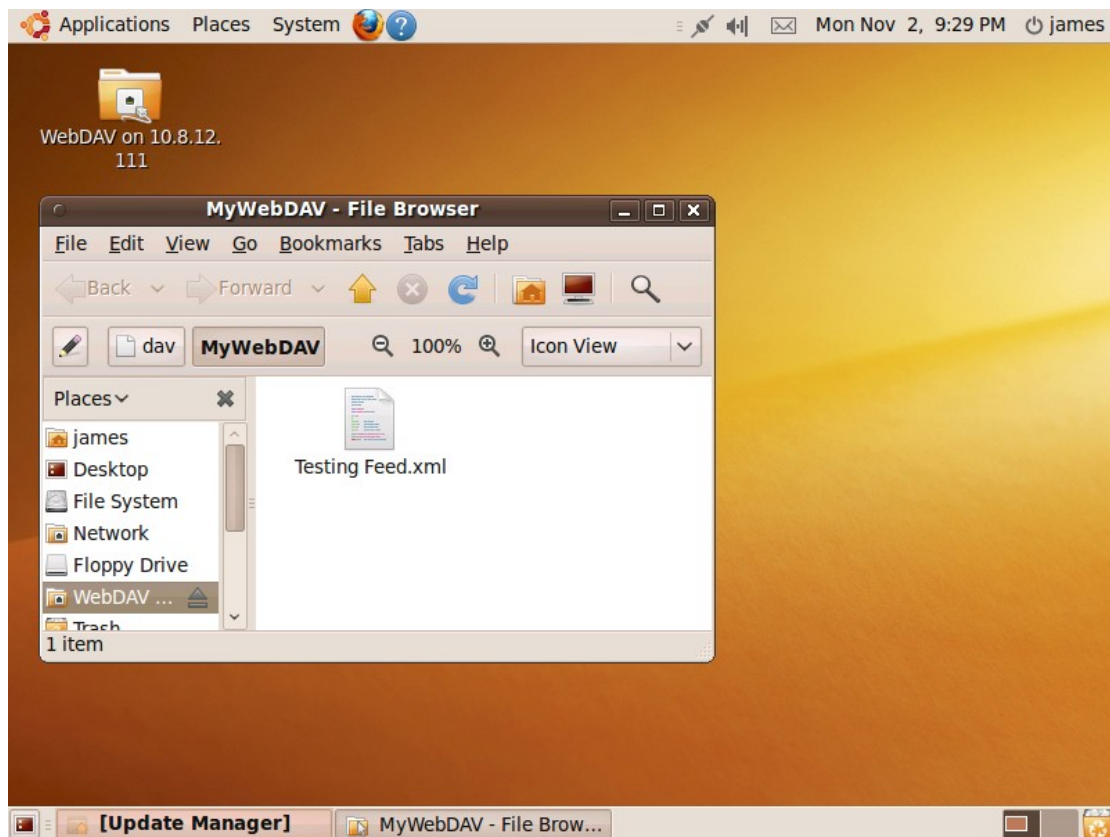 Applications Places System Mon Nov 2, 9:29 PM james
WebDAV on 10.8.12.
111
MyWebDAV - File Browser
File Edit View Go Bookmarks Tabs Help
Back Forward
dav MyWebDAV 100% Icon View
Places
james
Desktop
File System
Network
Floppy Drive
WebDAV ...
Trash
Testing Feed.xml
1 item
[Update Manager] MyWebDAV - File Brow...